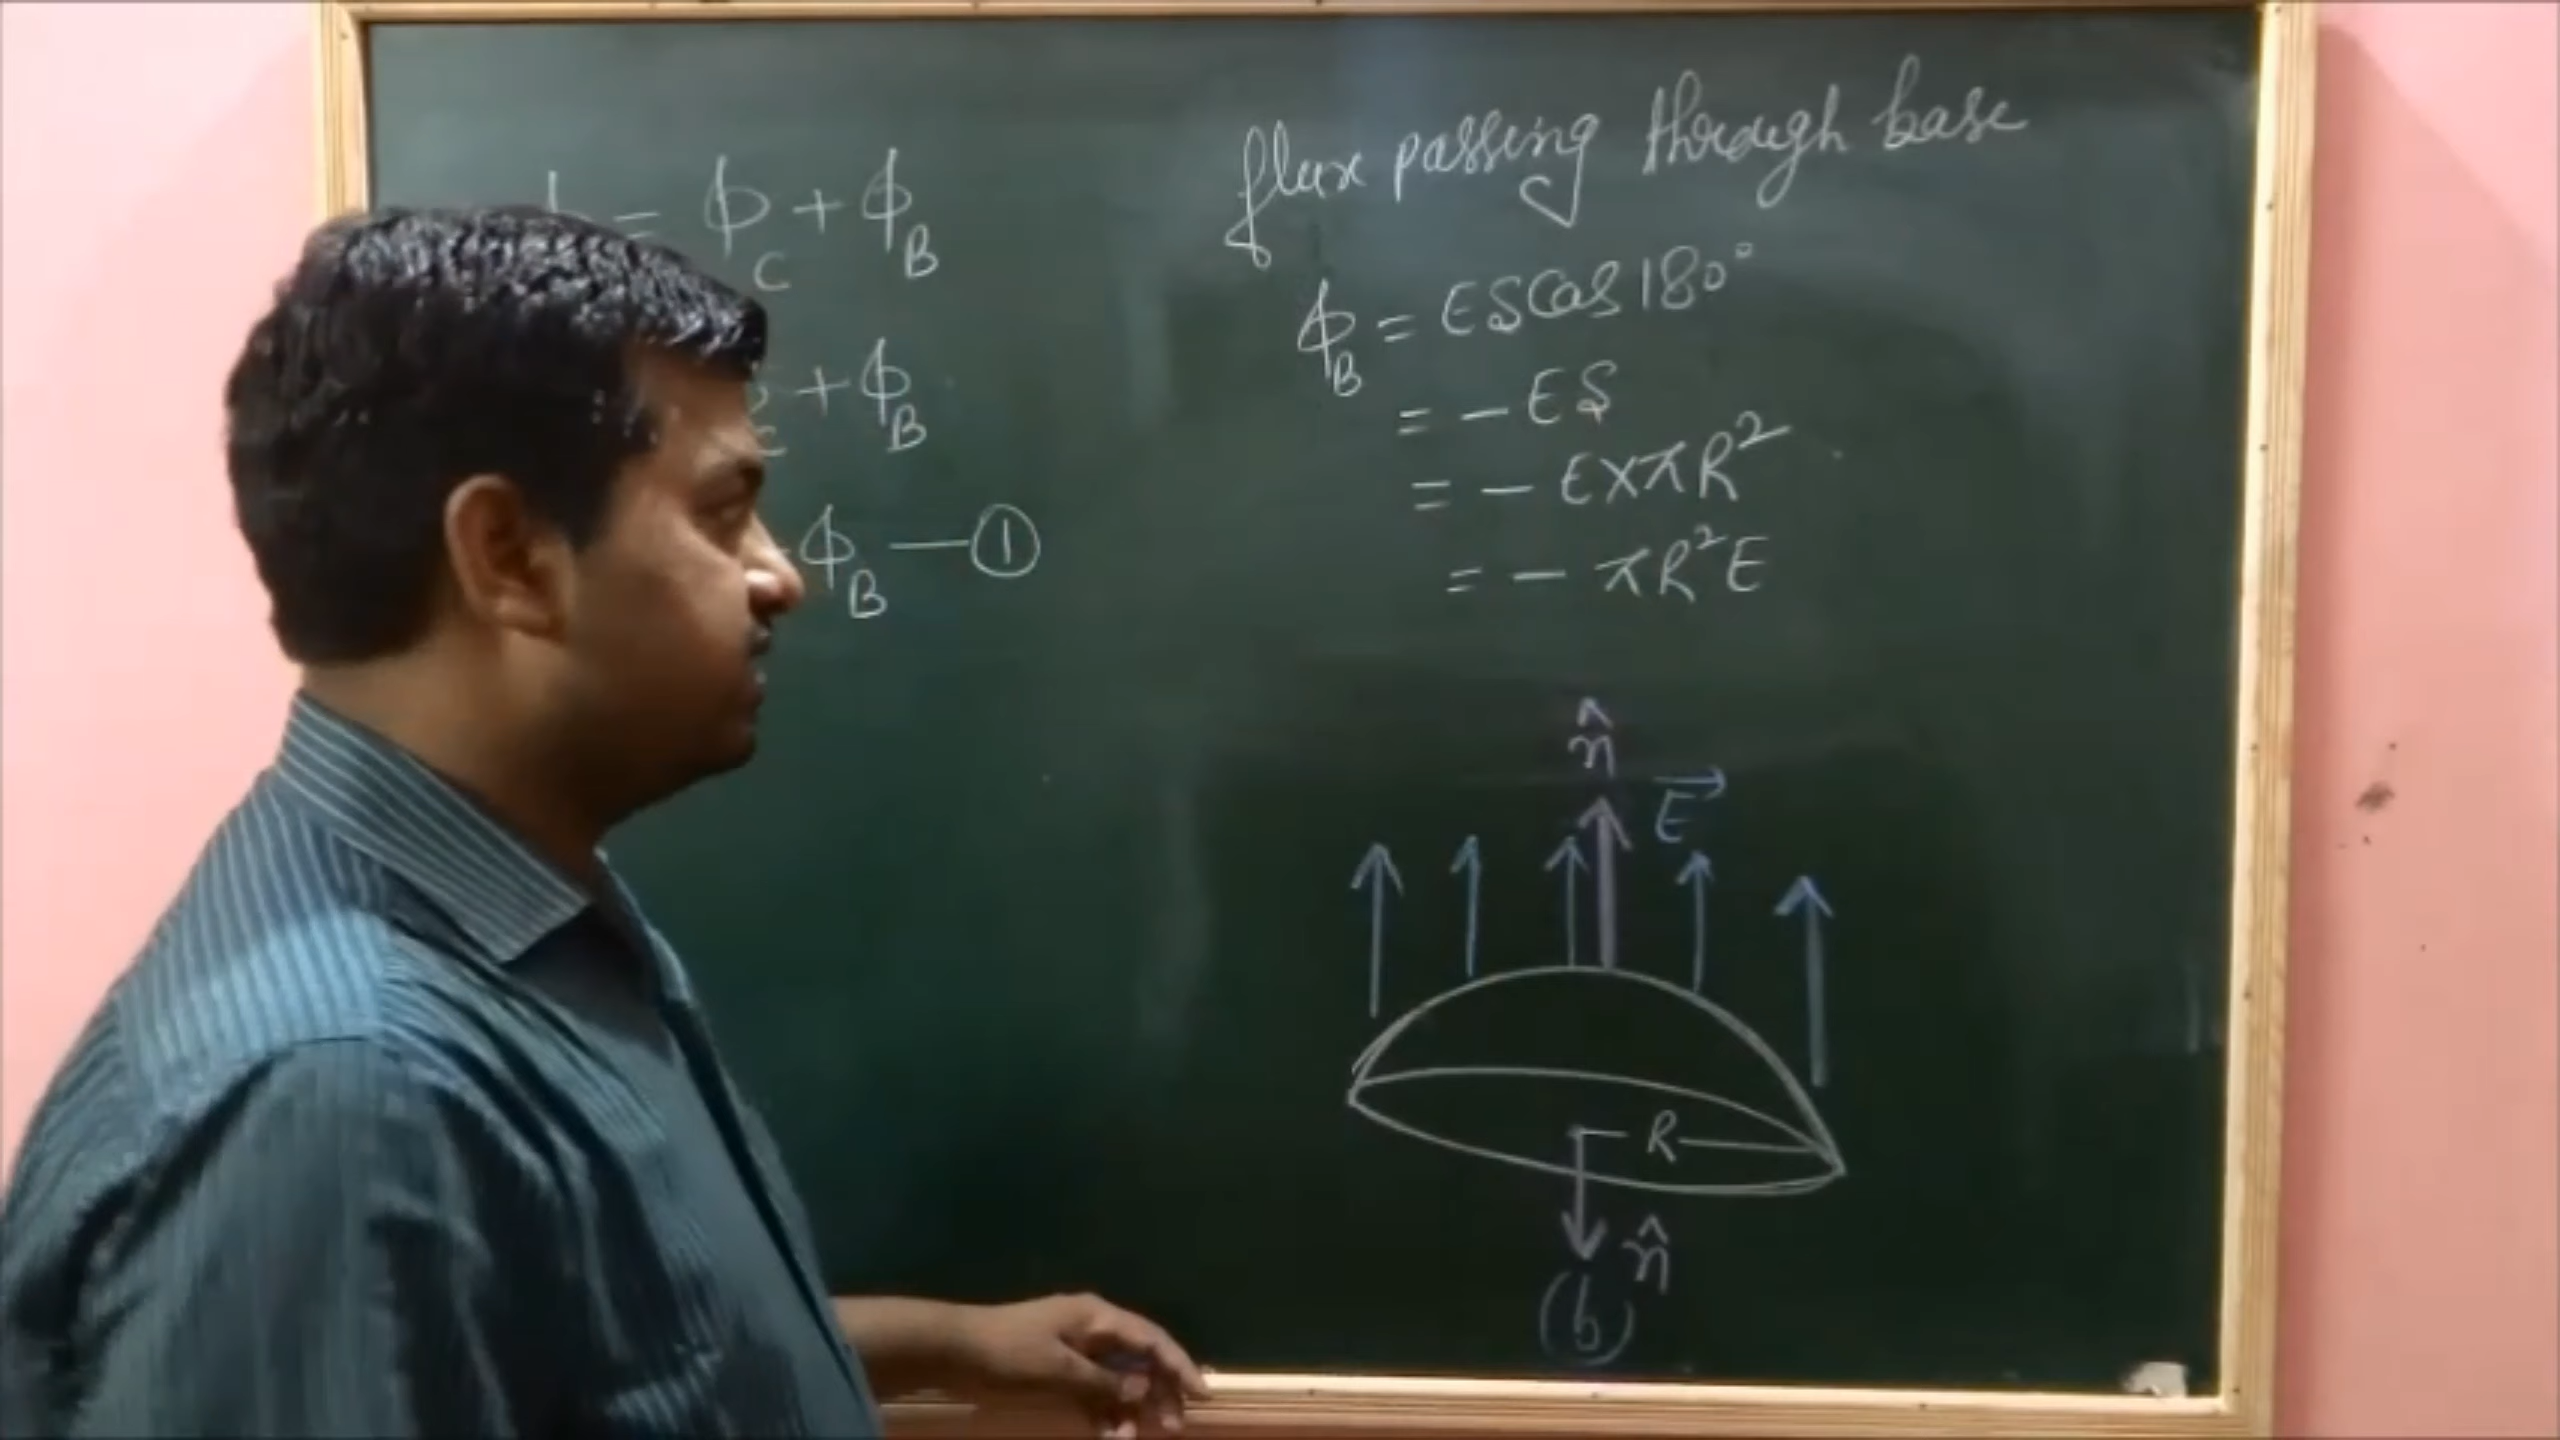 = ϕ_C + ϕ_B
+ ϕ_B
ϕ_B — ①
flux passing through base
ϕ_B = ES Cos 180°
= - ES
= - E × πR²
= - πR²E
n̂
E⃗
R
n̂
(b)